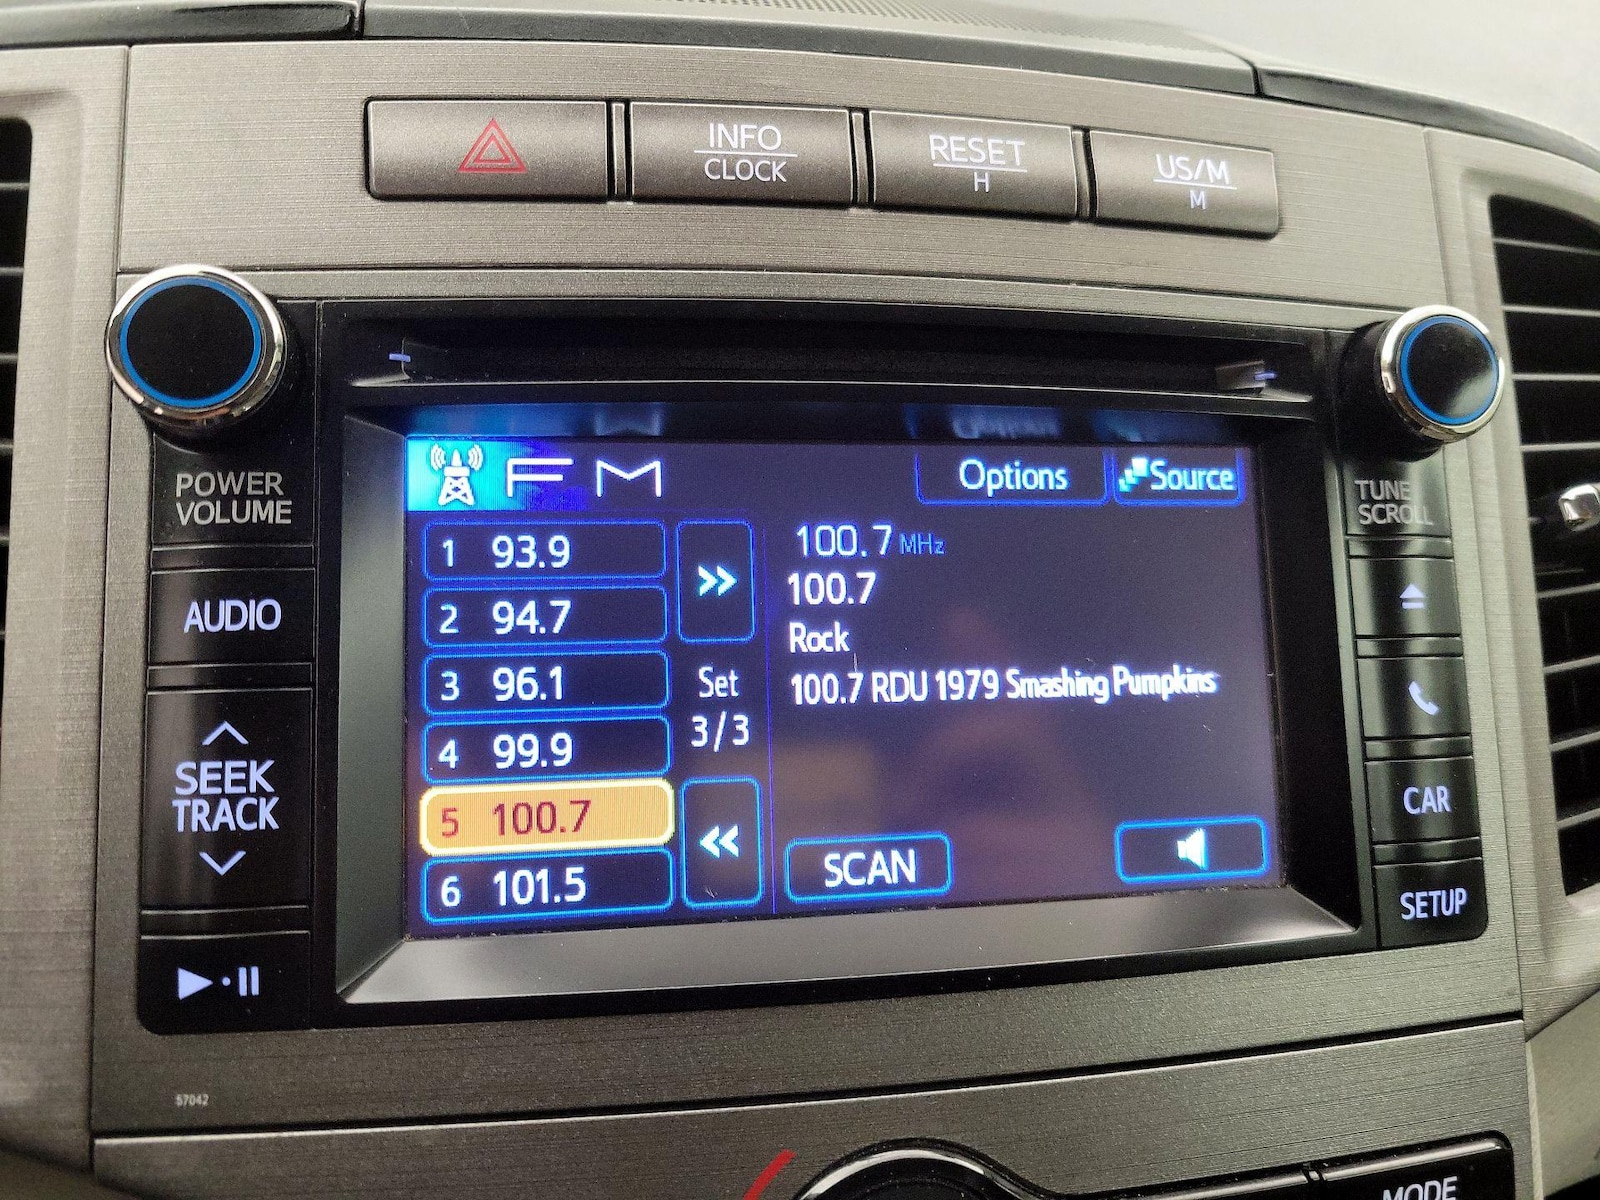 INFO
CLOCK
RESET
H
US/M
M
POWER
VOLUME
AUDIO
SEEK
TRACK
57042
FM
Options
Source
1 93.9
2 94.7
3 96.1
4 99.9
5 100.7
6 101.5
Set
3/3
100.7 MHz
100.7
Rock
100.7 RDU 1979 Smashing Pumpkins
SCAN
TUNE
SCROLL
CAR
SETUP
MODE